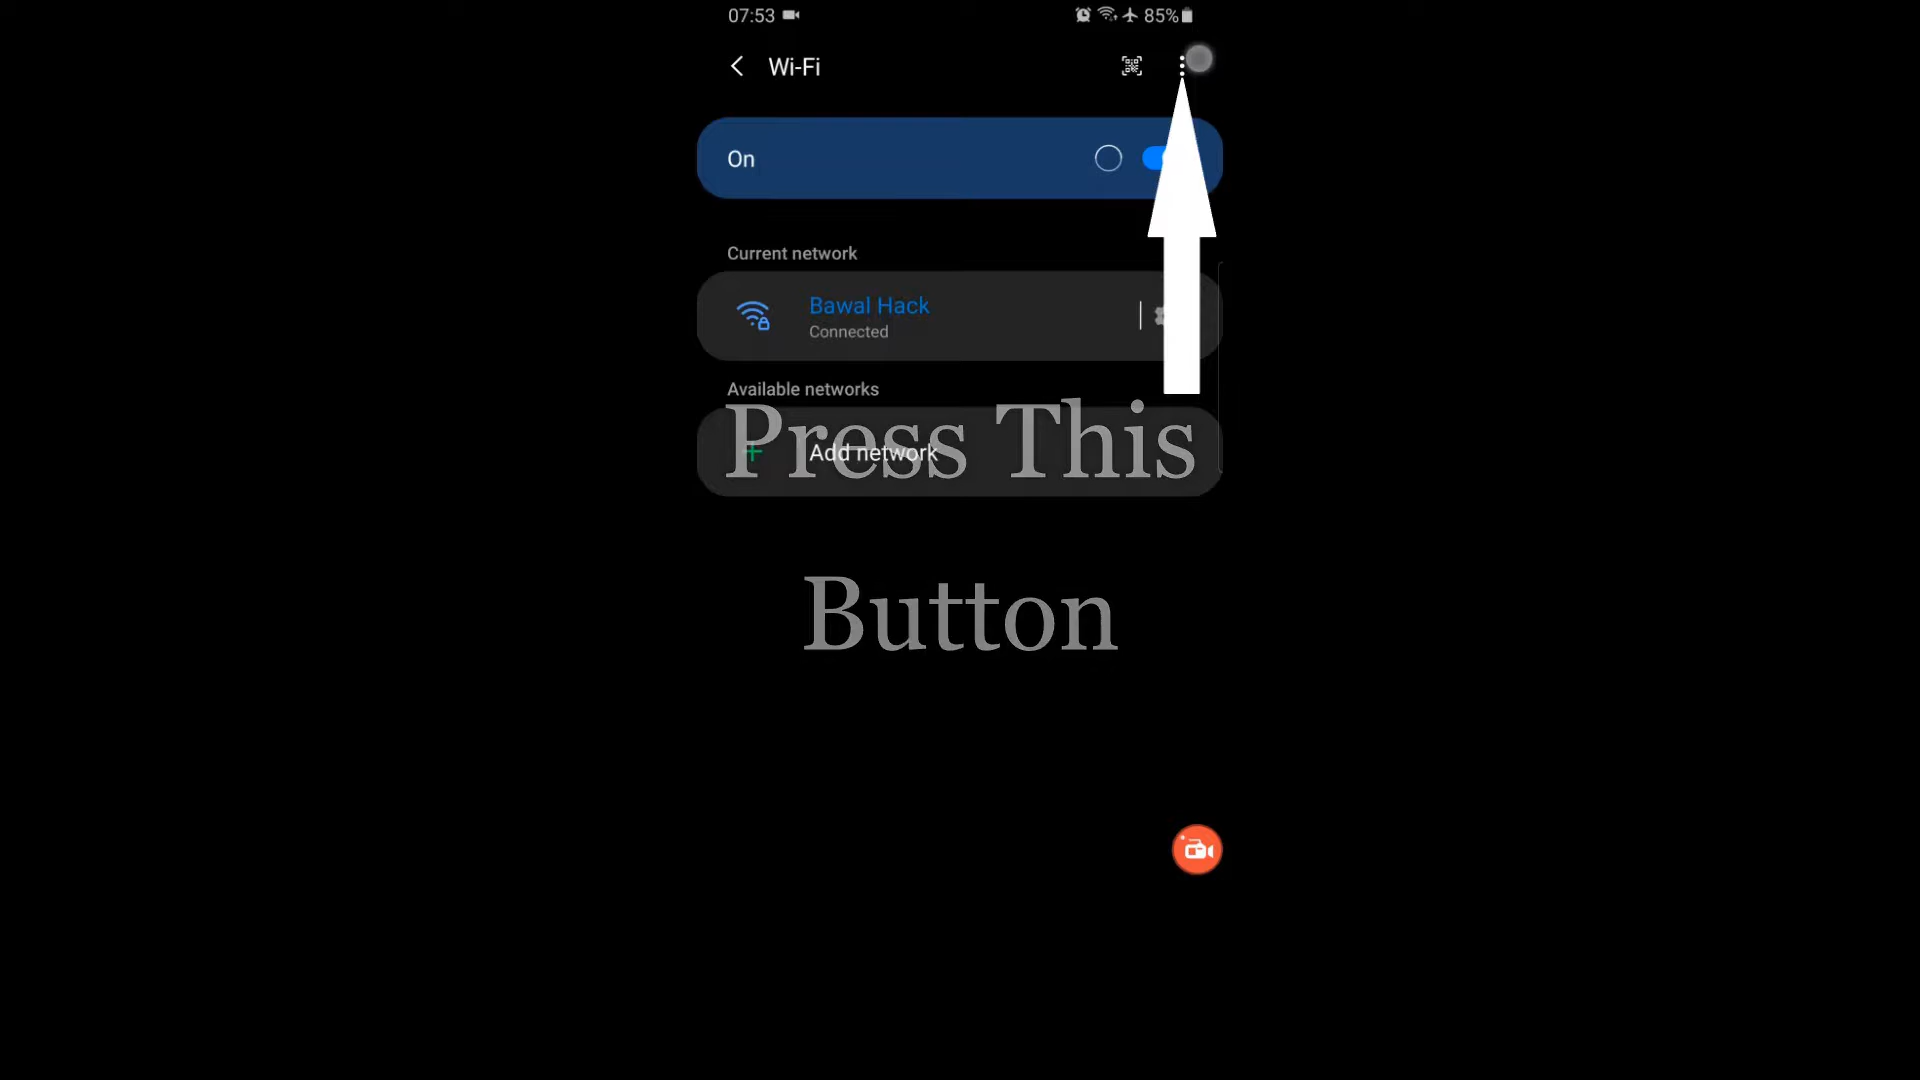 07:53 85%
Wi-Fi
On
Current network
Bawal Hack
Connected
Available networks
Press This
Add network
Button